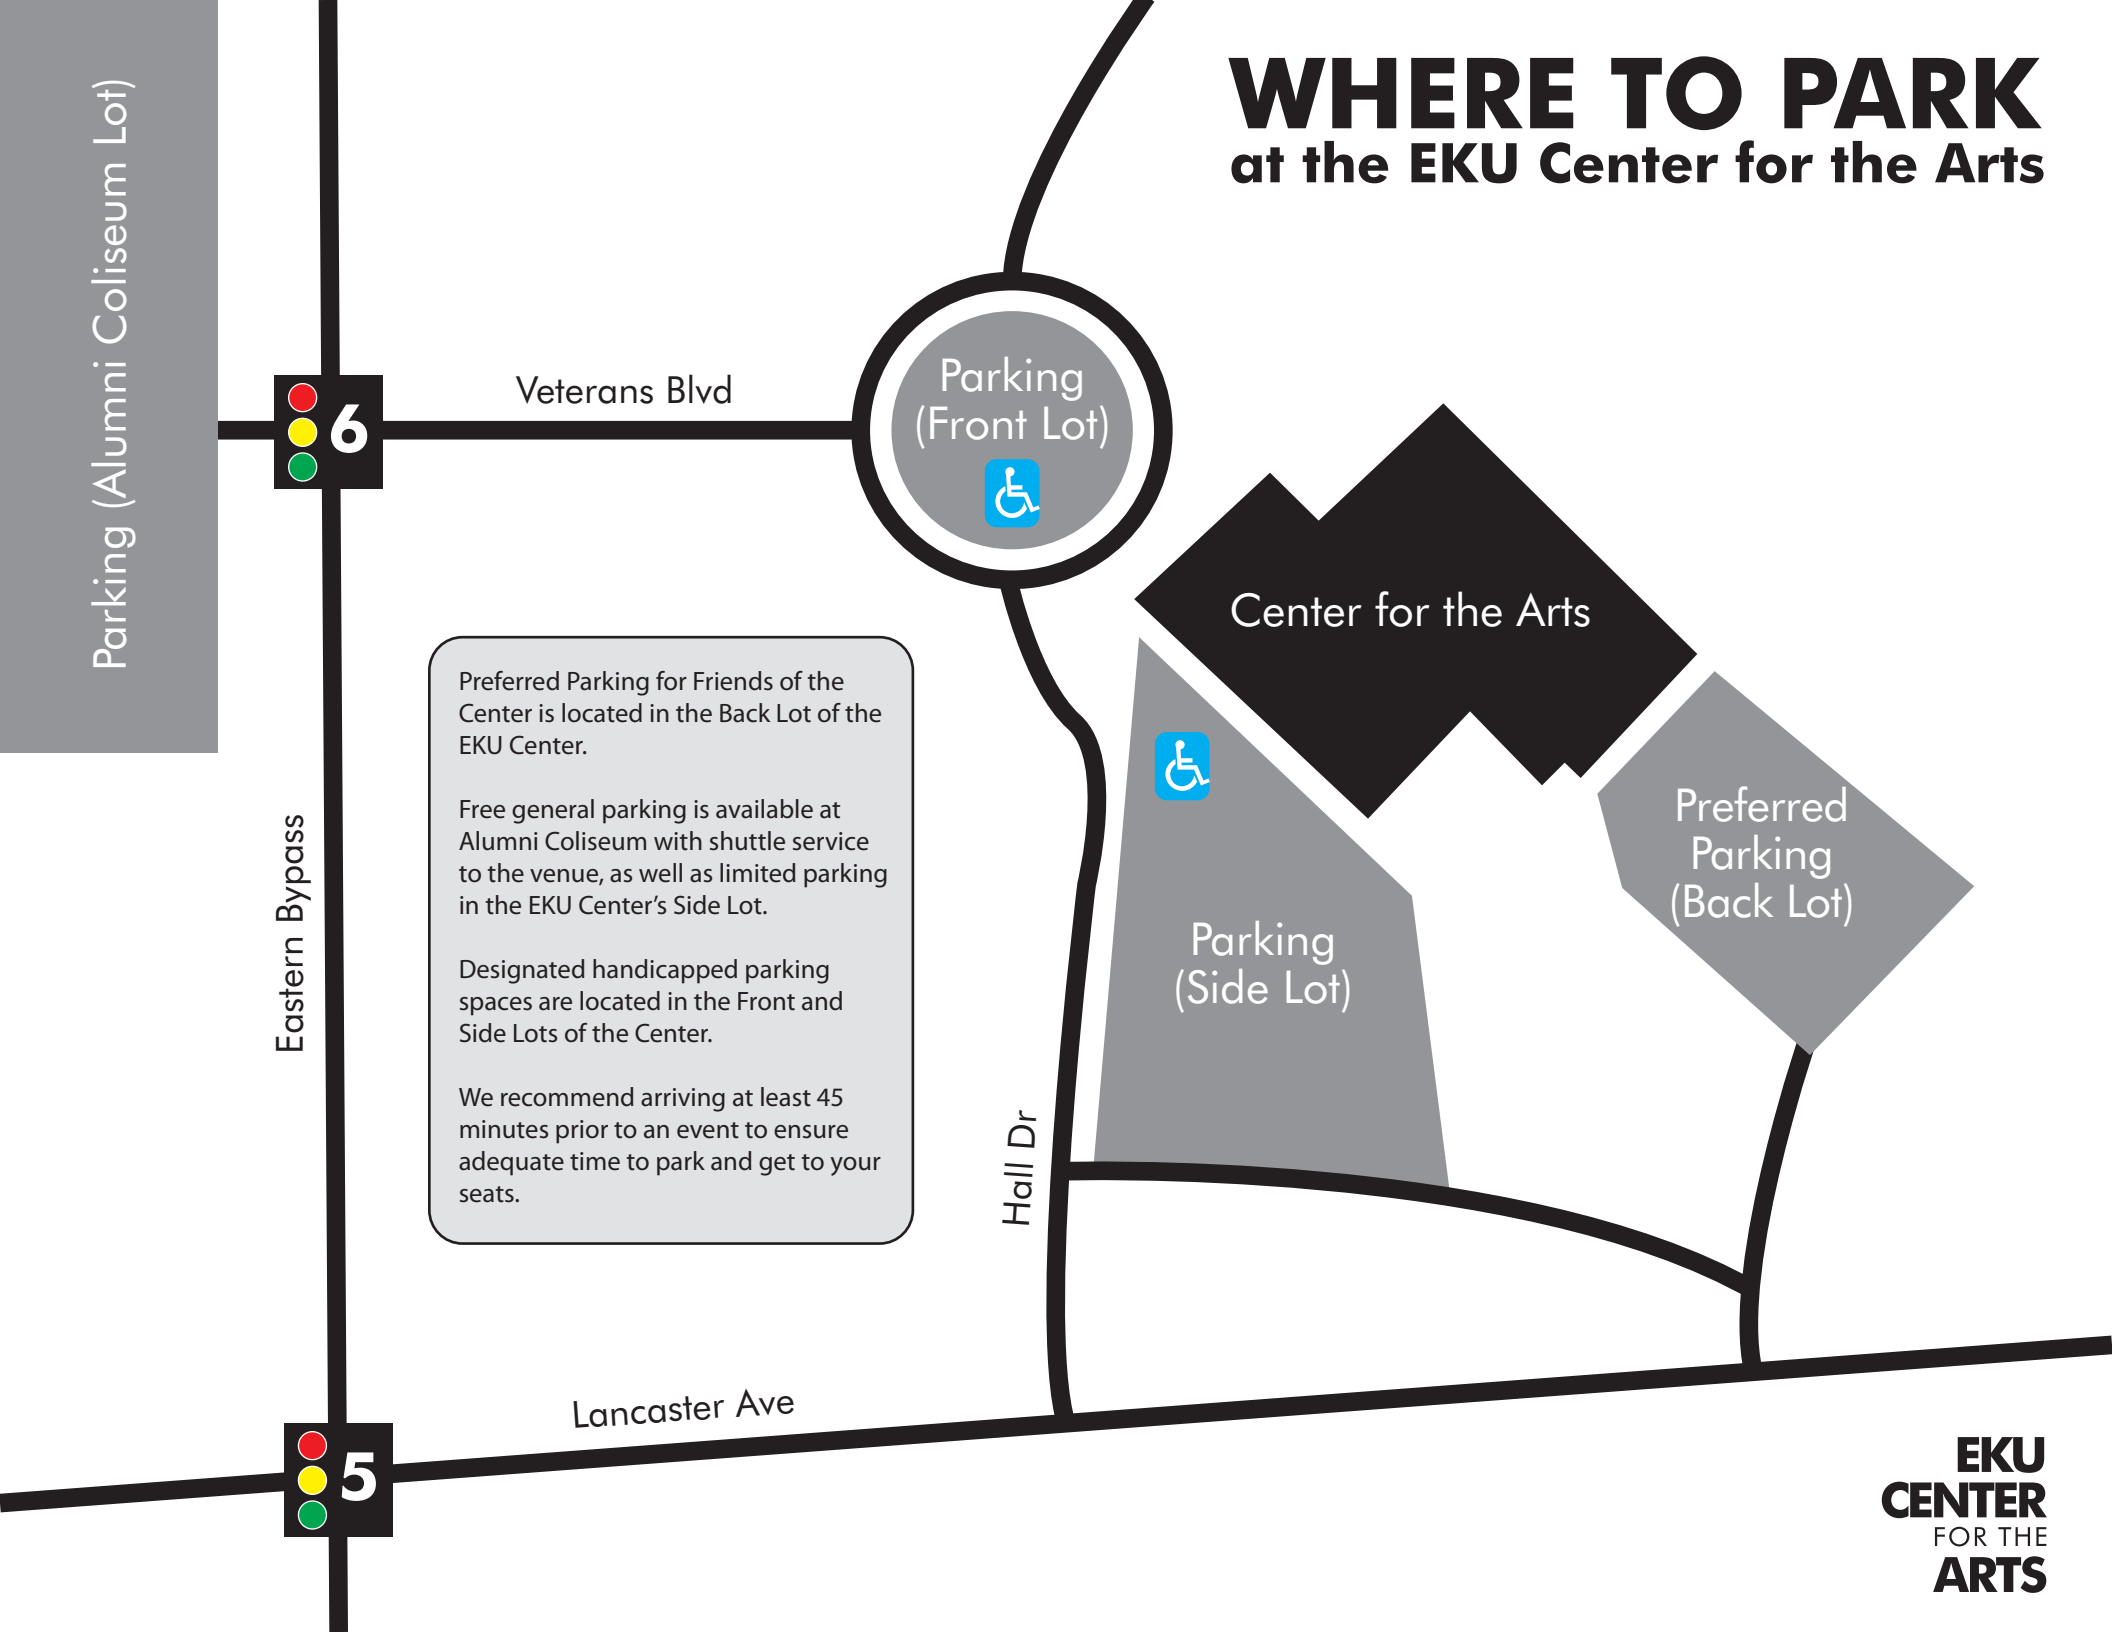 WHERE TO PARK
at the EKU Center for the Arts
Parking (Alumni Coliseum Lot)
6
Veterans Blvd
Parking
(Front Lot)
Center for the Arts
Preferred Parking for Friends of the
Center is located in the Back Lot of the
EKU Center.
Free general parking is available at
Alumni Coliseum with shuttle service
to the venue, as well as limited parking
in the EKU Center’s Side Lot.
Designated handicapped parking
spaces are located in the Front and
Side Lots of the Center.
We recommend arriving at least 45
minutes prior to an event to ensure
adequate time to park and get to your
seats.
Eastern Bypass
Preferred
Parking
(Back Lot)
Parking
(Side Lot)
Hall Dr
Lancaster Ave
5
EKU
CENTER
FOR THE
ARTS